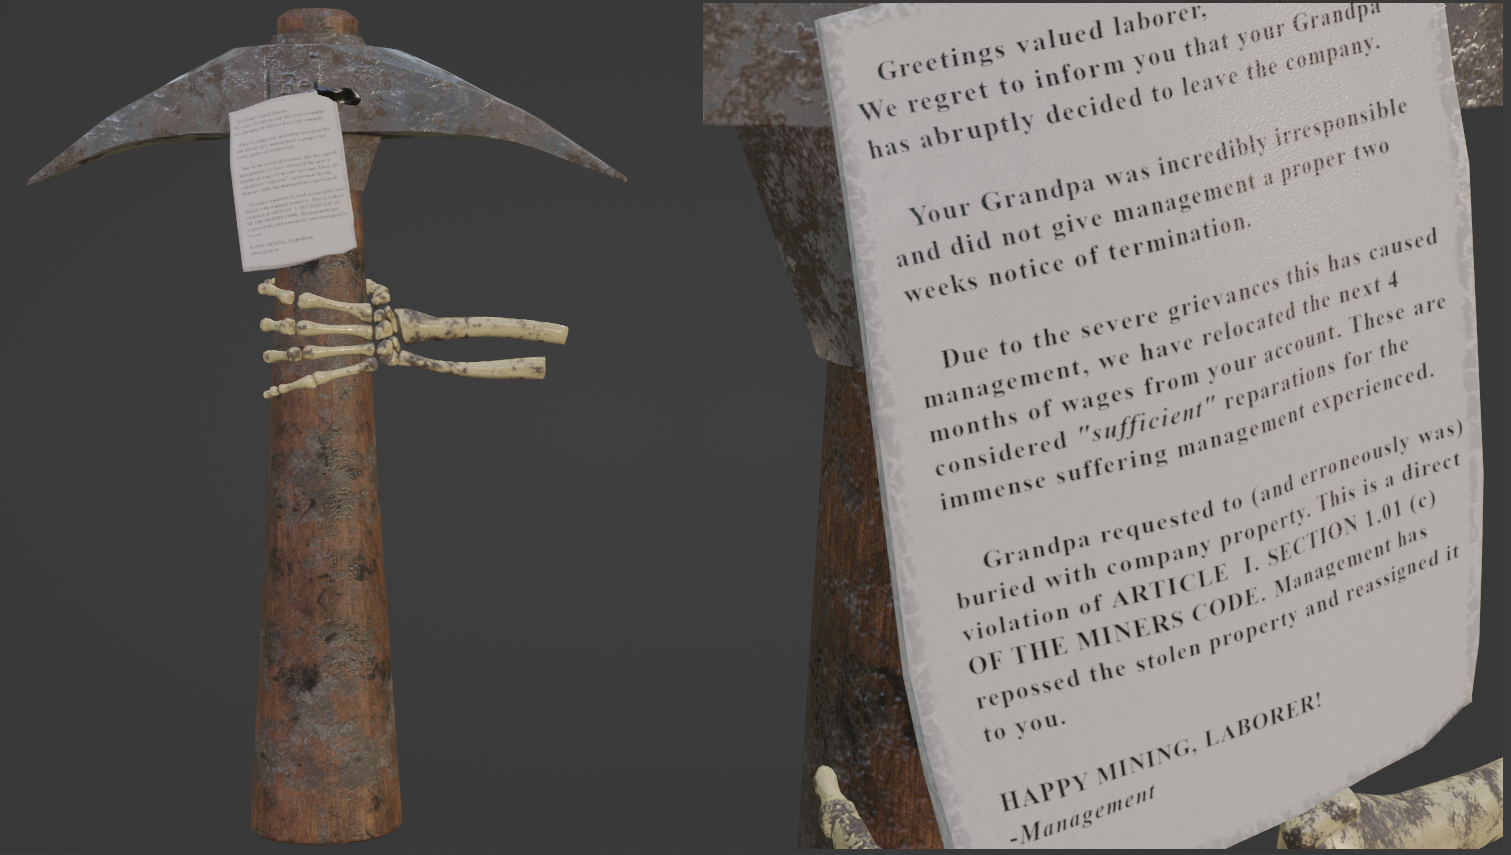 Greetings valued laborer,
We regret to inform you that your Grandpa
has abruptly decided to leave the company.
Your Grandpa was incredibly irresponsible
and did not give management a proper two
weeks notice of termination.
Due to the severe grievances this has caused
management, we have relocated the next 4
months of wages from your account. These are
considered "sufficient" reparations for the
immense suffering management experienced.
Grandpa requested to (and erroneously was)
buried with company property. This is a direct
violation of ARTICLE I. SECTION 1.01 (c)
OF THE MINERS CODE. Management has
repossed the stolen property and reassigned it
to you.
HAPPY MINING, LABORER!
-Management